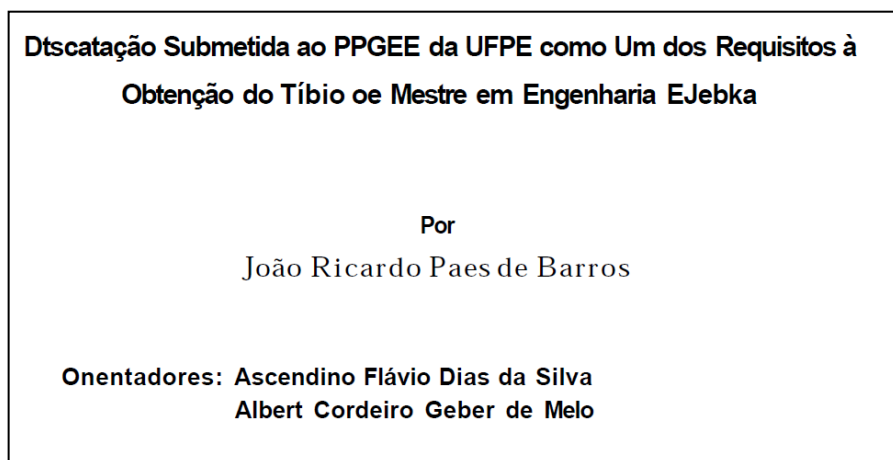 Dtscatação Submetida ao PPGEE da UFPE como Um dos Requisitos à
Obtenção do Tíbio oe Mestre em Engenharia EJebka
Por
João Ricardo Paes de Barros
Onentadores: Ascendino Flávio Dias da Silva
Albert Cordeiro Geber de Melo